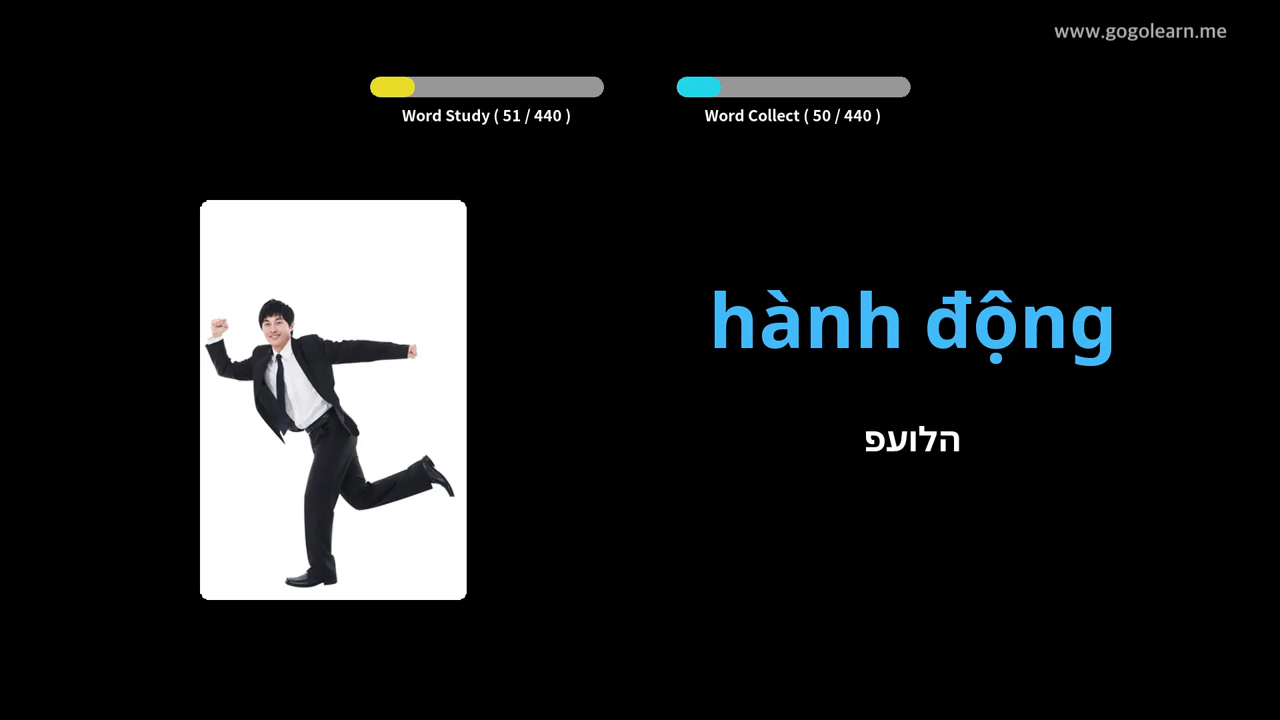 www.gogolearn.me
Word Study ( 51 / 440 )
Word Collect ( 50 / 440 )
hành động
הלועפ